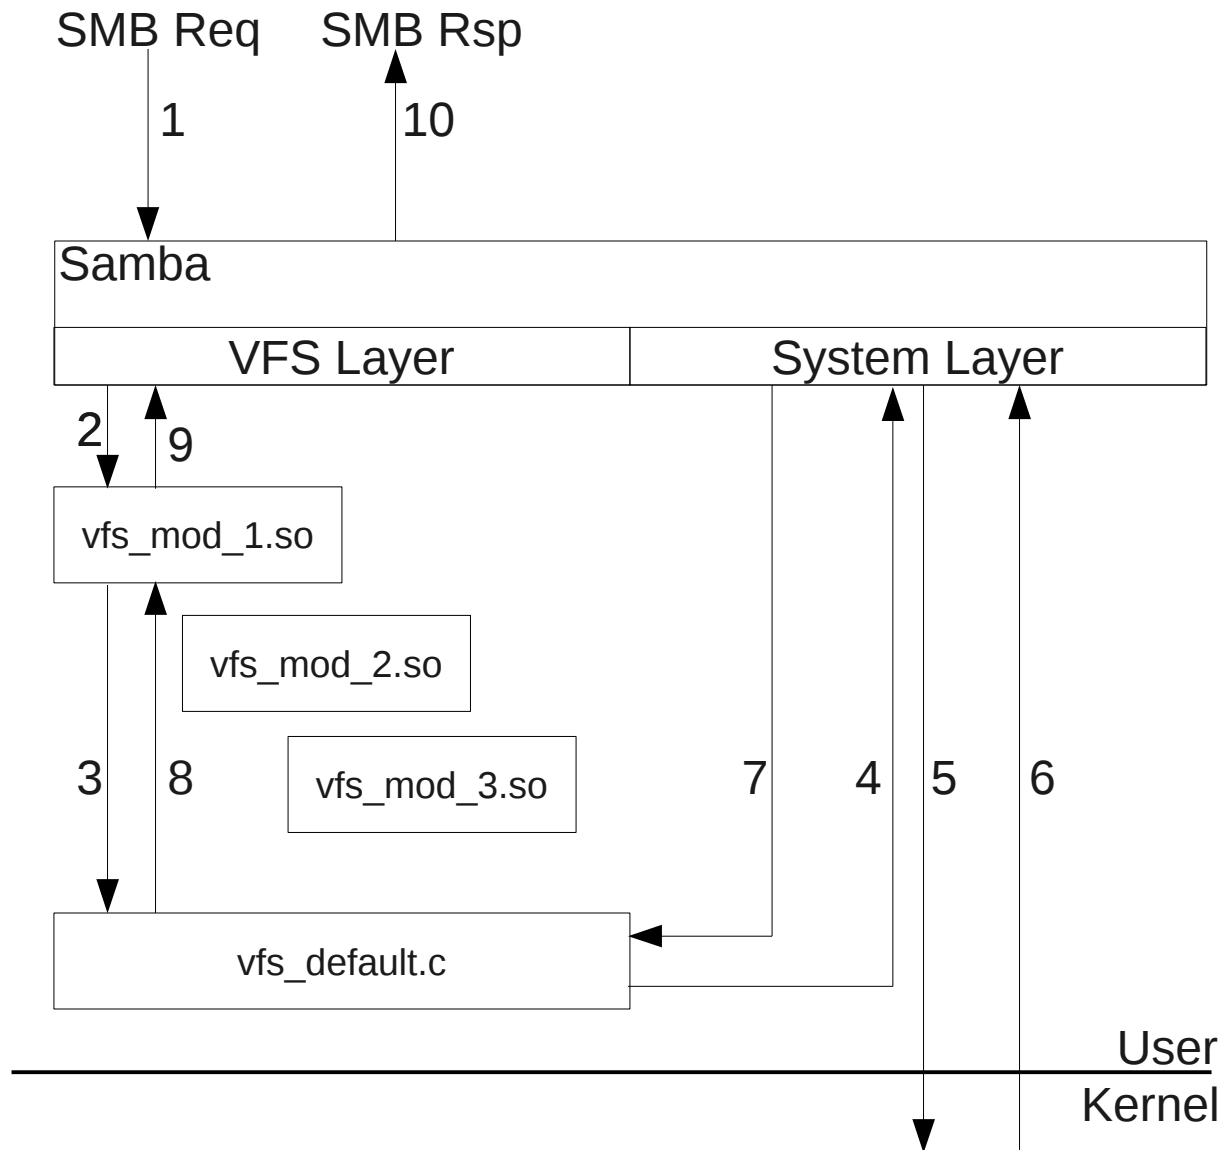 SMB Req SMB Rsp
1 10
Samba
VFS Layer System Layer
2 9
vfs_mod_1.so
vfs_mod_2.so
3 8 vfs_mod_3.so 7 4 5 6
vfs_default.c
User
Kernel